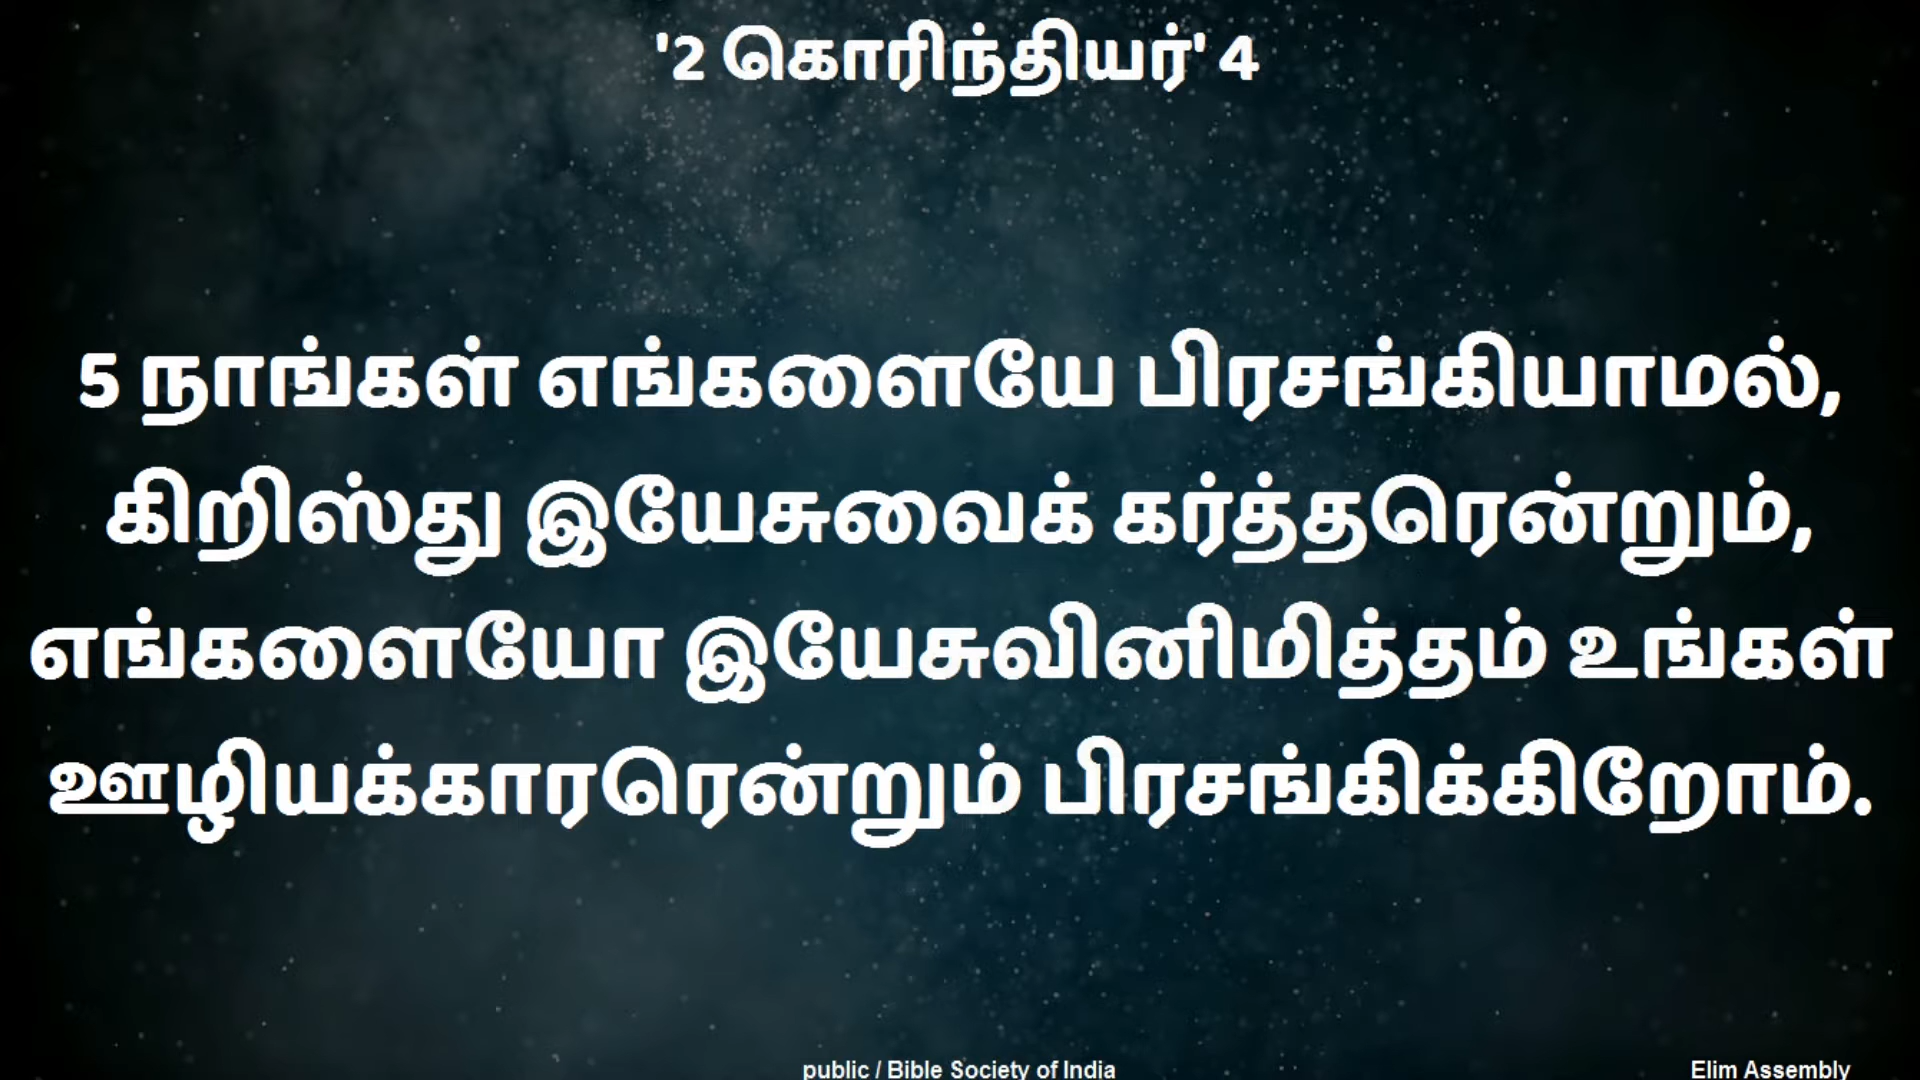 '2 கொரிந்தியர்' 4
5 நாங்கள் எங்களையே பிரசங்கியாமல்,
கிறிஸ்து இயேசுவைக் கர்த்தரென்றும்,
எங்களையோ இயேசுவினிமித்தம் உங்கள்
ஊழியக்காரரென்றும் பிரசங்கிக்கிறோம்.
public / Bible Society of India
Elim Assembly